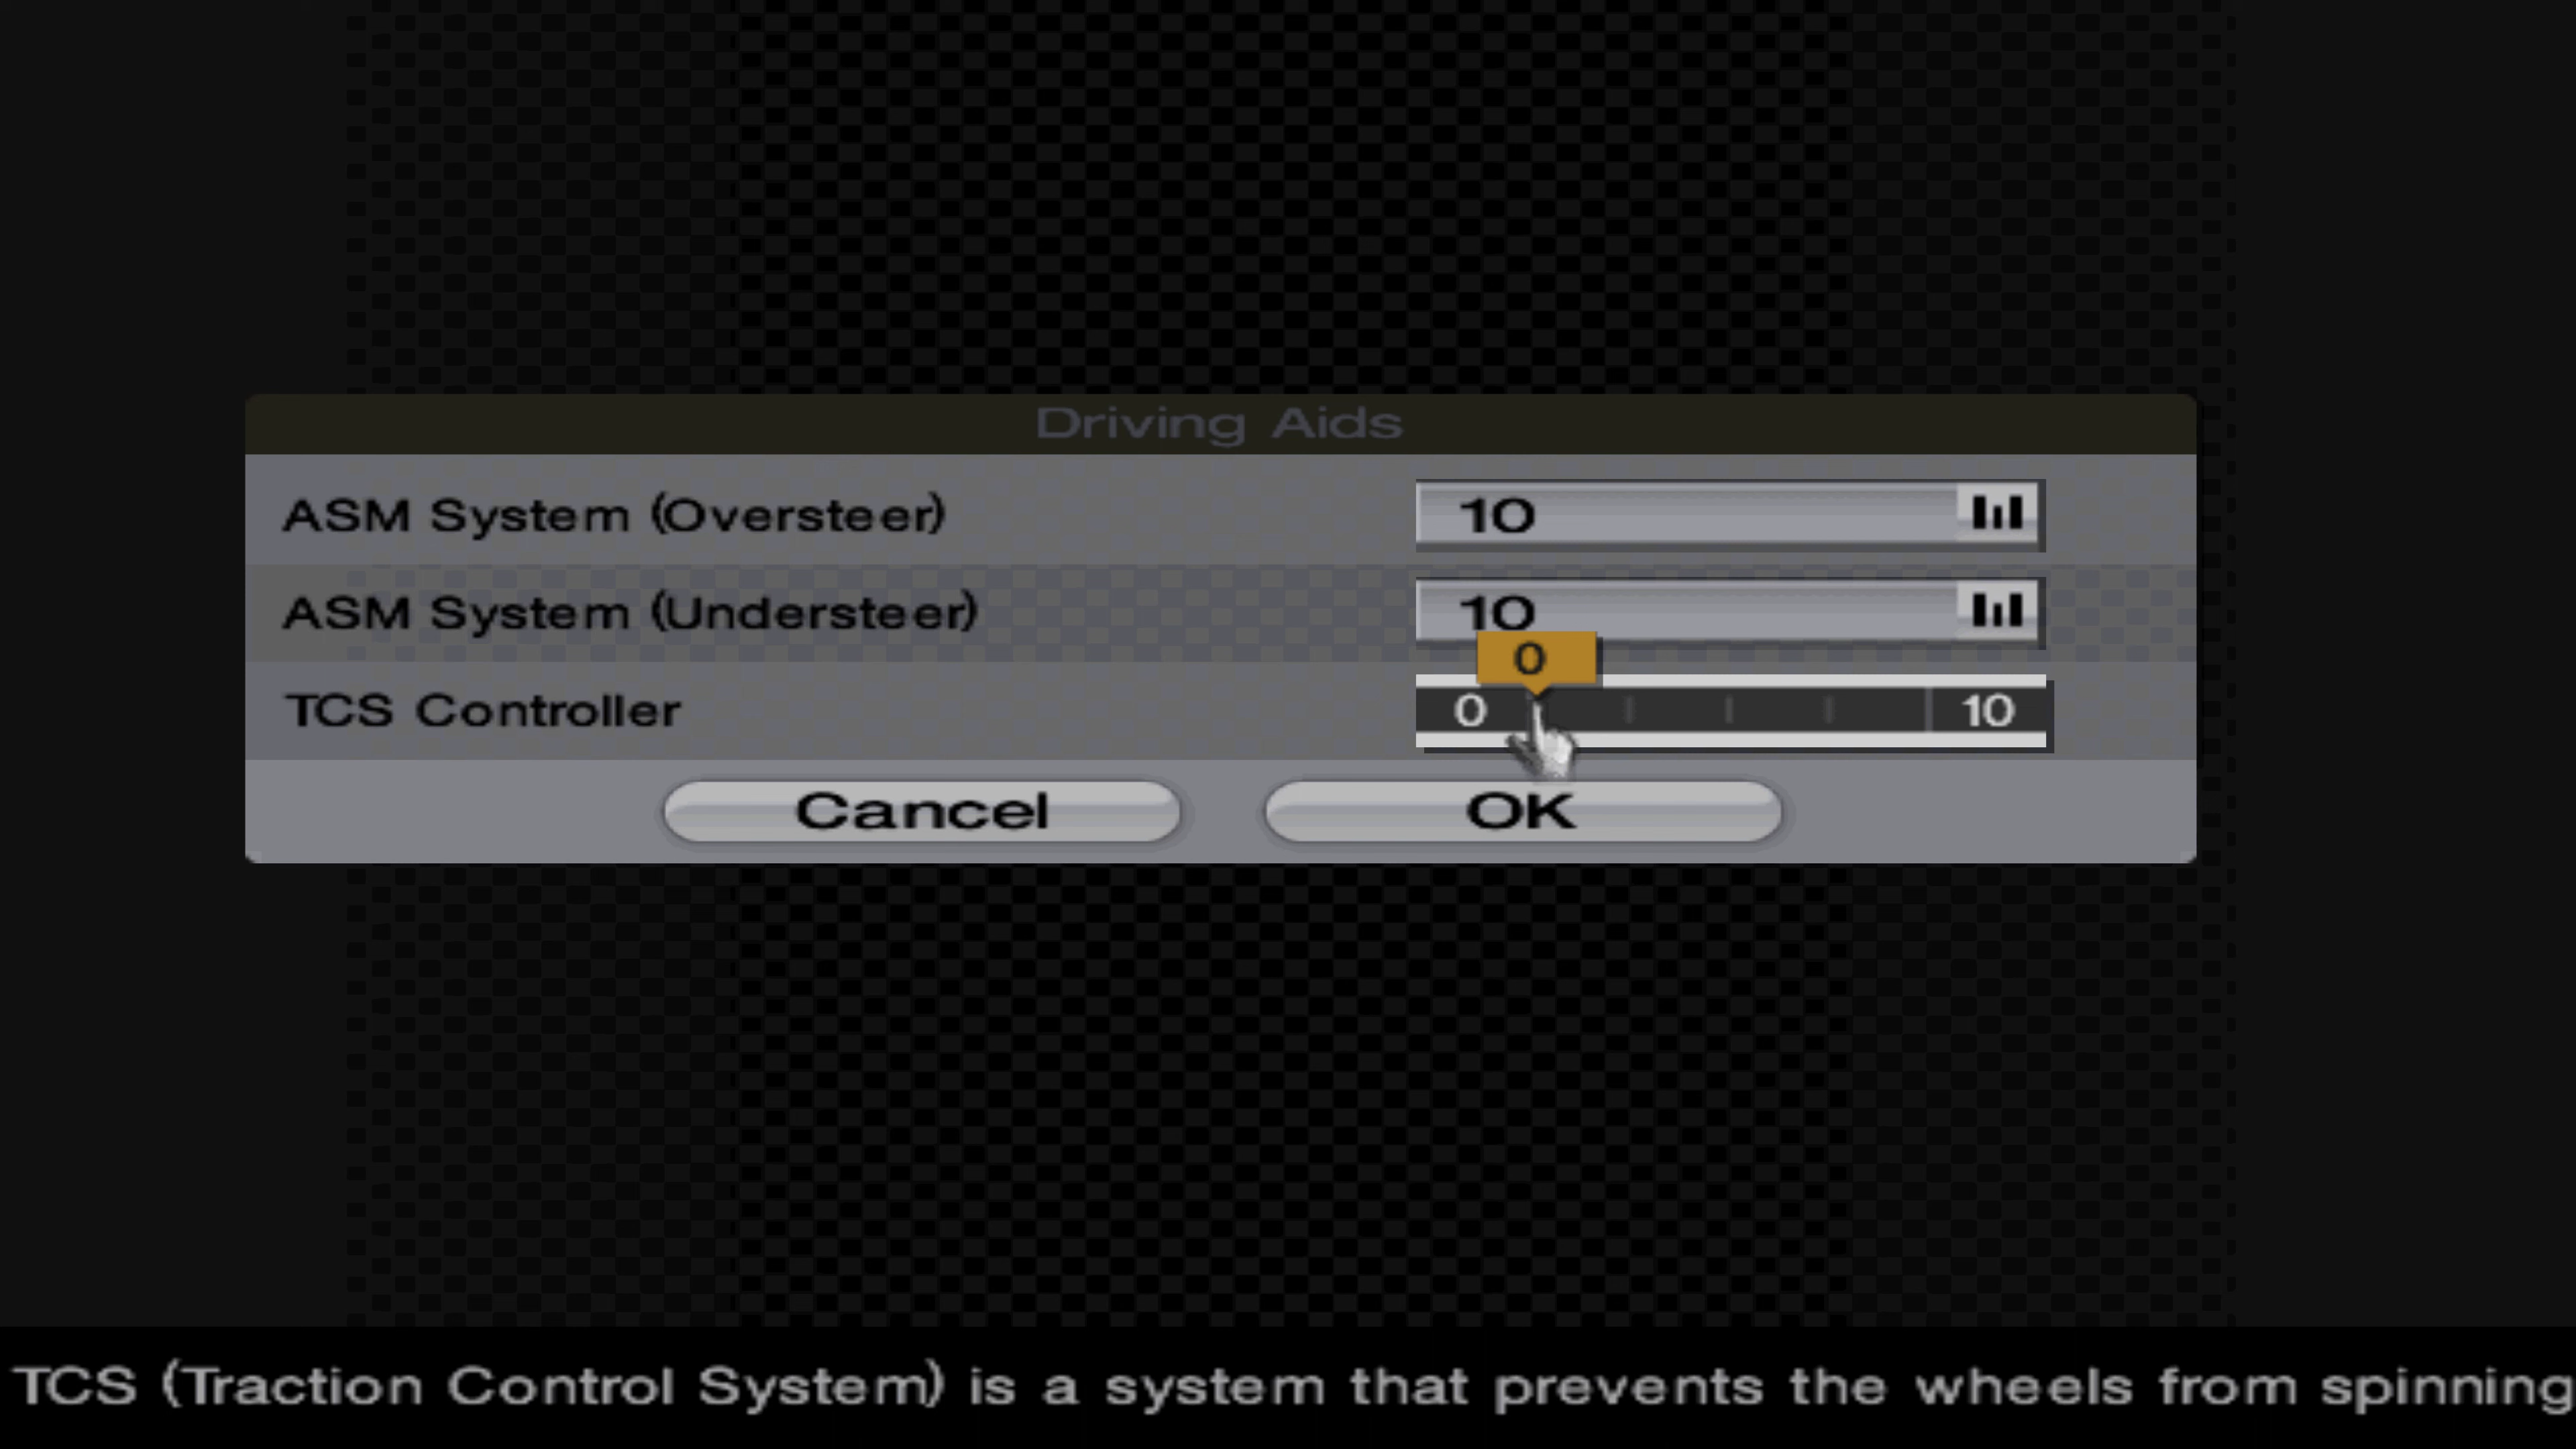 Driving Aids
ASM System (Oversteer) 10
ASM System (Understeer) 10
0
TCS Controller 0 10
Cancel OK
TCS (Traction Control System) is a system that prevents the wheels from spinning